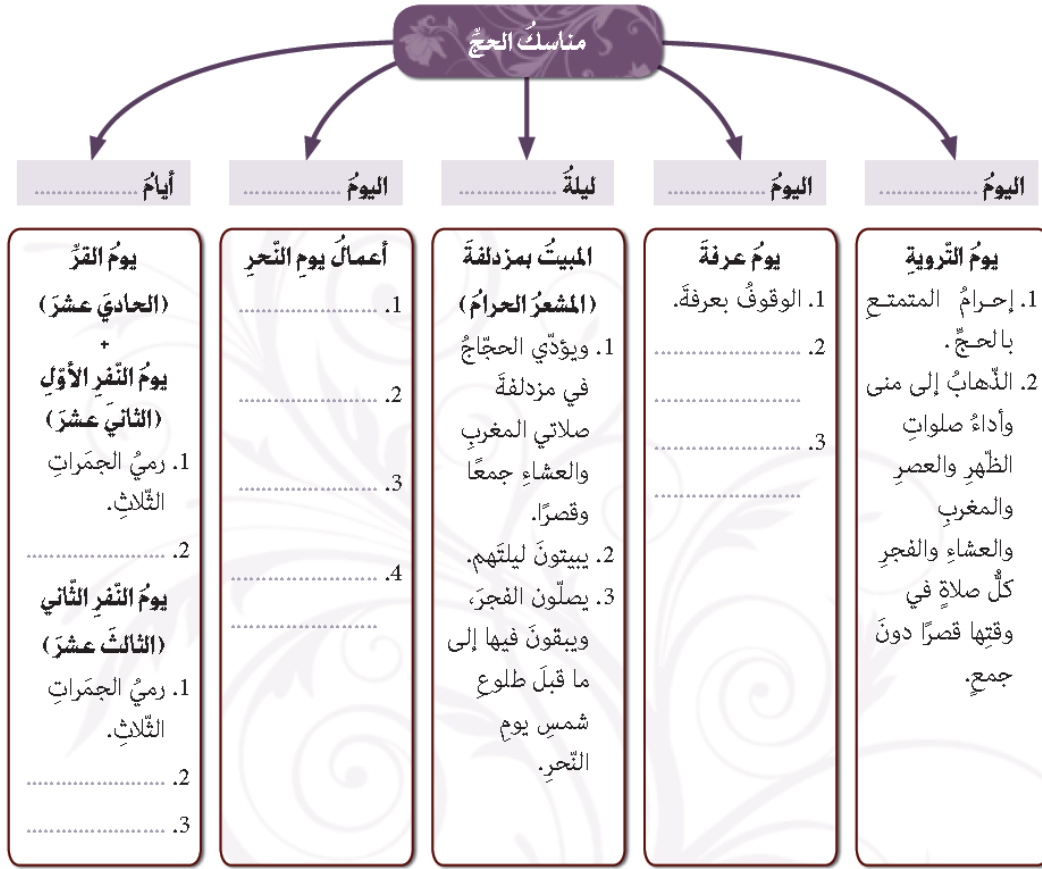 مناسكُ الحجِّ
اليومُ ..................
اليومُ ..................
ليلةُ ..................
اليومُ ..................
أيامُ ..................
يومُ التّرويةِ
1. إحـرامُ المتمتـعِ
بالحـجِّ.
2. الذّهابُ إلى منى
وأداءُ صلواتِ
الظّهرِ والعصرِ
والمغربِ
والعشاءِ والفجرِ
كلُّ صلاةٍ في
وقتِها قصرًا دونَ
جمعٍ.
يومُ عرفةَ
1. الوقوفُ بعرفةَ.
2. ........................
........................
3. ........................
........................
المبيتُ بمزدلفةَ
(المشعرُ الحرامُ)
1. ويؤدّي الحجّاجُ
في مزدلفةَ
صلاتي المغربِ
والعشاءِ جمعًا
وقصرًا.
2. يبيتونَ ليلتَهم.
3. يصلّون الفجرَ،
ويبقونَ فيها إلى
ما قبلَ طلوعِ
شمسِ يومِ
النّحرِ.
أعمالُ يومِ النّحرِ
1. ........................
2. ........................
3. ........................
4. ........................
........................
يومُ القرِّ
(الحاديَ عشرَ)
+
يومُ النّفرِ الأوّلِ
(الثانيَ عشرَ)
1. رميُ الجمَراتِ
الثّلاثِ.
2. ........................
يومُ النّفرِ الثّاني
(الثالثَ عشرَ)
1. رميُ الجمَراتِ
الثّلاثِ.
2. ........................
3. ........................